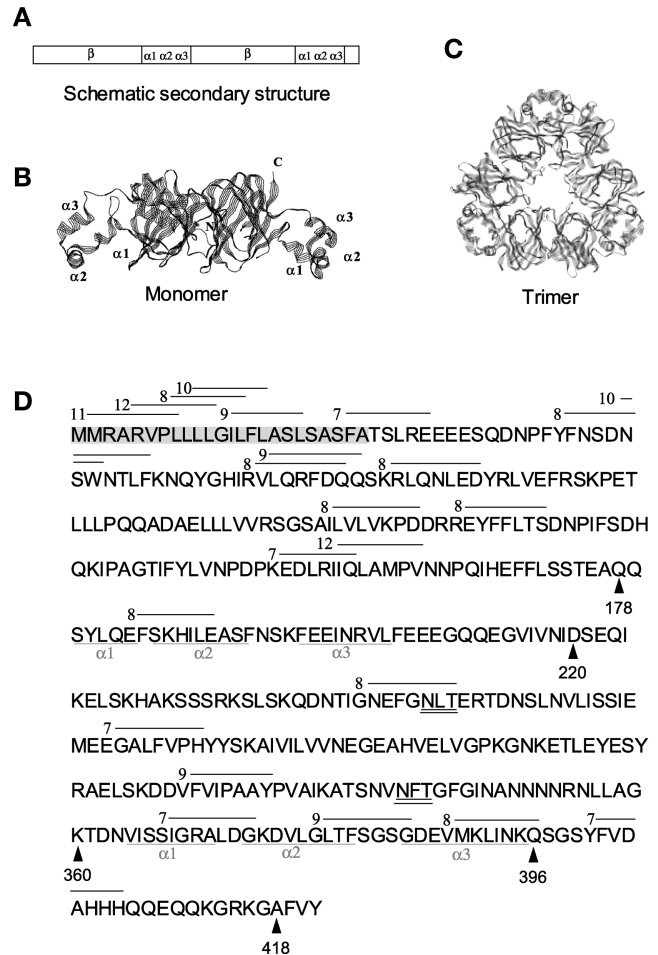 A
β α1 α2 α3 β α1 α2 α3
Schematic secondary structure
B
C
α3
α2
α1
N
C
α3
α2
α1
Monomer
Trimer
D
11 12 8 10 9 7 8 10
MMRARVPLLLLGILFLASLSASFATSLREEEESQDNPFYFNSDN
8 9 8
SWNTLFKNQYGHIRVLQRFDQQSKRLQNLEDYRLVEFRSKPET
8 8
LLLPQQADAELLLVVRSGSAILVLVKPDDRREYFFLTSDNPIFSDH
7 12
QKIPAGTIFYLVNPDPKEDLRIIQLAMPVNNPQIHEFFLSSTEAQQ
178
8
SYLQEFSKHILEASFNSKFEEINRVLFEEEGQQEGVIVNIDSEQI
α1 α2 α3
220
8
KELSKHAKSSSRKSLSKQDNTIGNEFGNLTERTDNSLNVLISSIE
7
MEEGALFVPHYYSKAIVILVVNEGEAHVELVGPKGNKETLEYESY
9
RAELSKDDVFVIPAAYPVAIKATSNVNFTGFGINANNNNRNLLAG
7 9 8 7
KTDNVISSIGRALDGKDVLGLTFSGSGDEVMKLINKQSGSYFVD
α1 α2 α3
360 396
AHHHQQEQQKGRKGAFVY
418